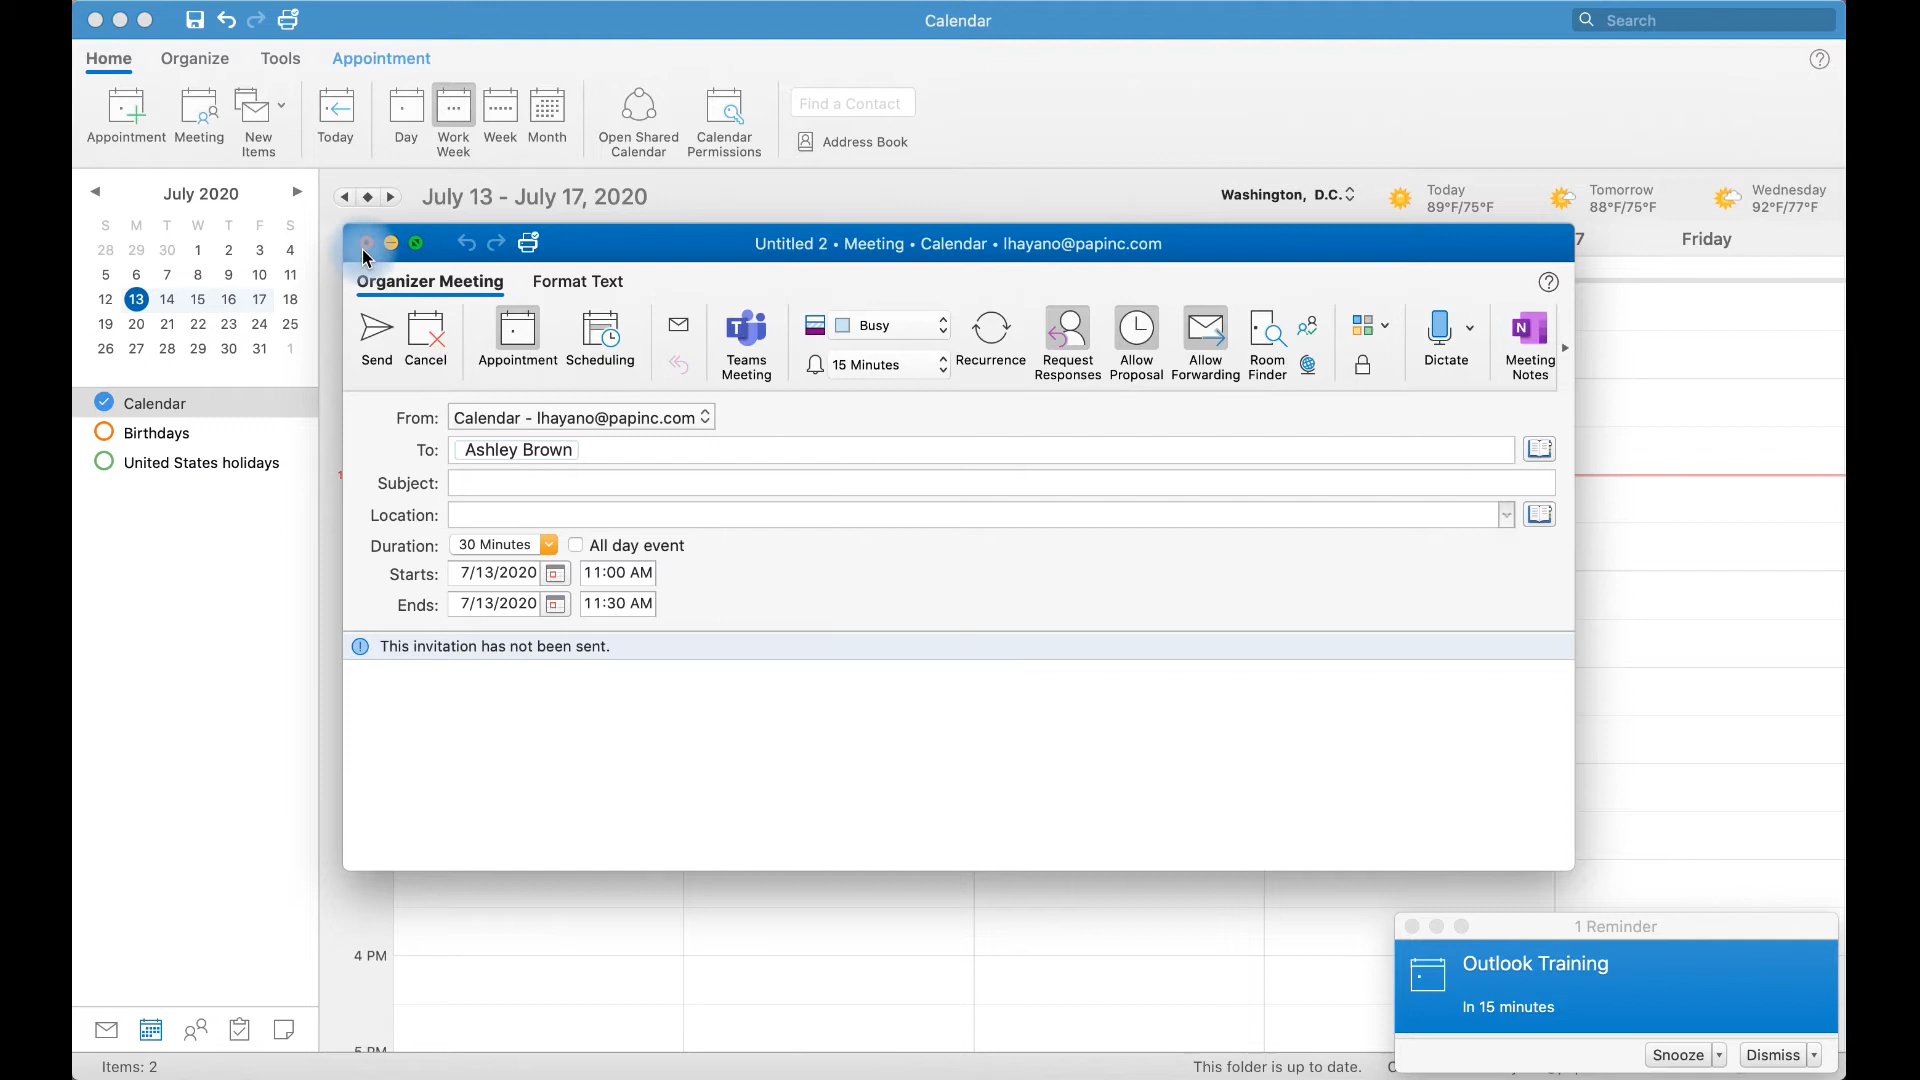 Calendar
Search
Home Organize Tools Appointment
Appointment Meeting New Items Today Day Work Week Week Month Open Shared Calendar Calendar Permissions
Find a Contact
Address Book
July 2020
S M T W T F S
28 29 30 1 2 3 4
5 6 7 8 9 10 11
12 13 14 15 16 17 18
19 20 21 22 23 24 25
26 27 28 29 30 31 1
Calendar
Birthdays
United States holidays
July 13 - July 17, 2020
Washington, D.C.
Today 89°F/75°F
Tomorrow 88°F/75°F
Wednesday 92°F/77°F
7 Friday
Untitled 2 • Meeting • Calendar • lhayano@papinc.com
Organizer Meeting Format Text
Send Cancel Appointment Scheduling Teams Meeting
Busy
15 Minutes
Recurrence Request Responses Allow Proposal Allow Forwarding Room Finder Dictate Meeting Notes
From: Calendar - lhayano@papinc.com
To: Ashley Brown
Subject:
Location:
Duration: 30 Minutes All day event
Starts: 7/13/2020 11:00 AM
Ends: 7/13/2020 11:30 AM
This invitation has not been sent.
4 PM
5 PM
1 Reminder
Outlook Training
In 15 minutes
Snooze Dismiss
Items: 2
This folder is up to date.